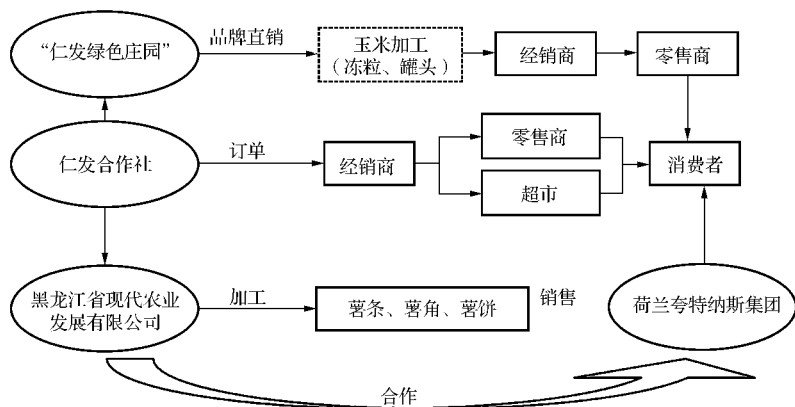 “仁发绿色庄园”
品牌直销
玉米加工
（冻粒、罐头）
经销商
零售商
仁发合作社
订单
经销商
零售商
超市
消费者
黑龙江省现代农业
发展有限公司
加工
薯条、薯角、薯饼
销售
荷兰夸特纳斯集团
合作